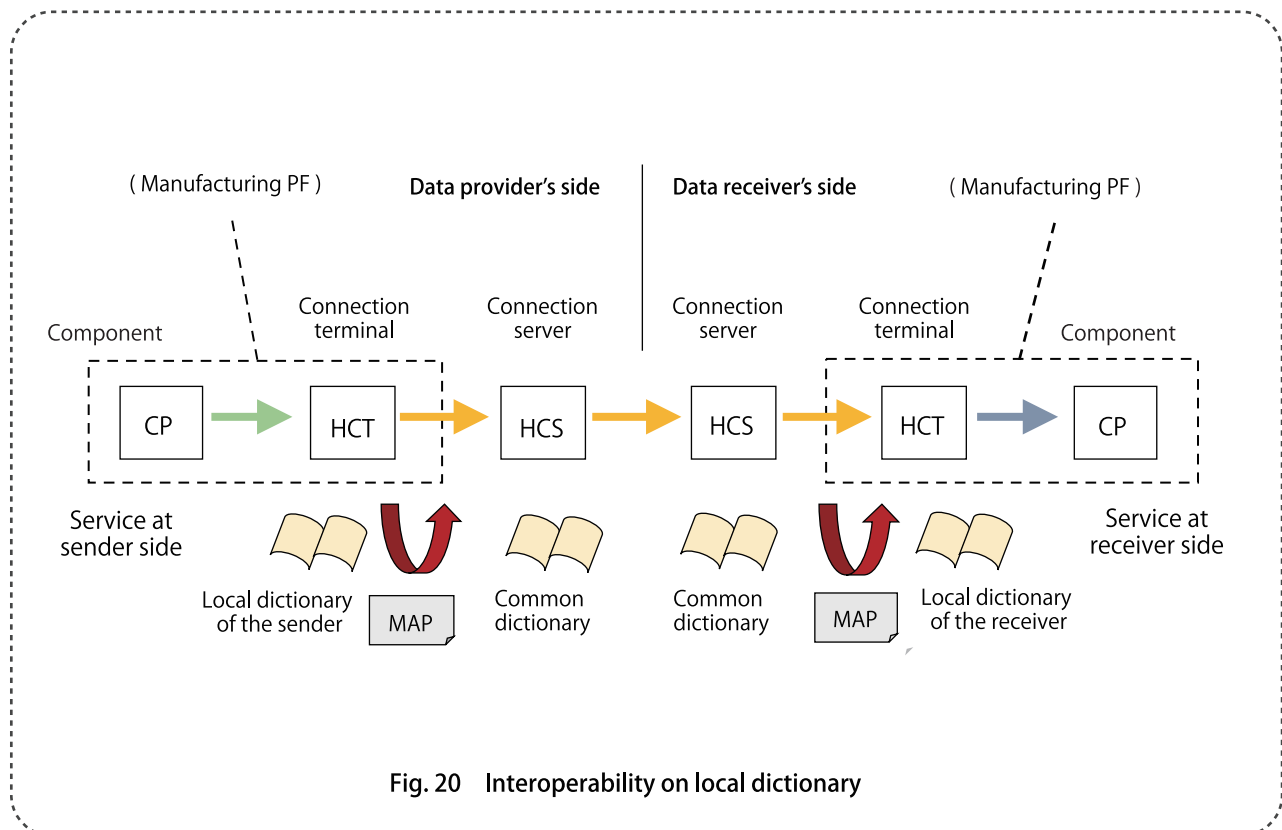 ( Manufacturing PF )
Data provider's side
Data receiver's side
( Manufacturing PF )
Component
Connection
terminal
Connection
server
Connection
server
Connection
terminal
Component
CP
HCT
HCS
HCS
HCT
CP
Service at
sender side
Service at
receiver side
Local dictionary
of the sender
MAP
Common
dictionary
Common
dictionary
MAP
Local dictionary
of the receiver
Fig. 20 Interoperability on local dictionary